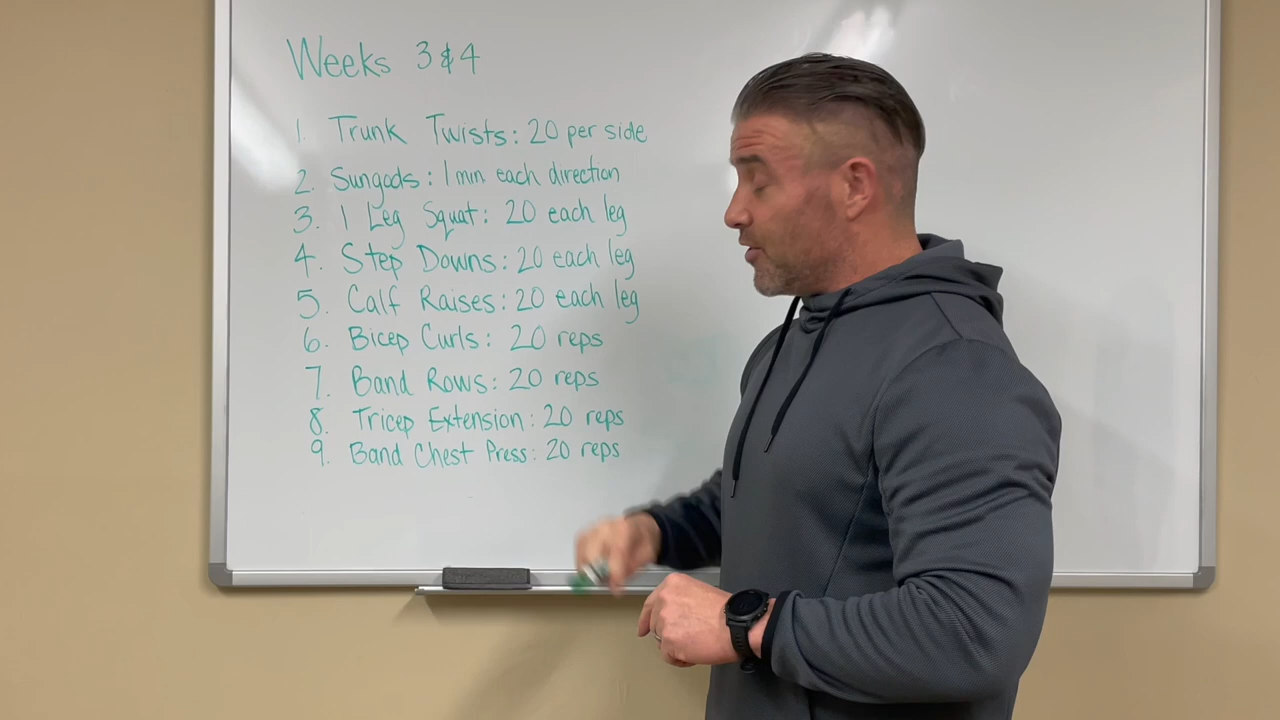 Weeks 3&4
1. Trunk Twists: 20 per side
2. Sungods: 1 min each direction
3. 1 Leg Squat: 20 each leg
4. Step Downs: 20 each leg
5. Calf Raises: 20 each leg
6. Bicep Curls: 20 reps
7. Band Rows: 20 reps
8. Tricep Extension: 20 reps
9. Band Chest Press: 20 reps